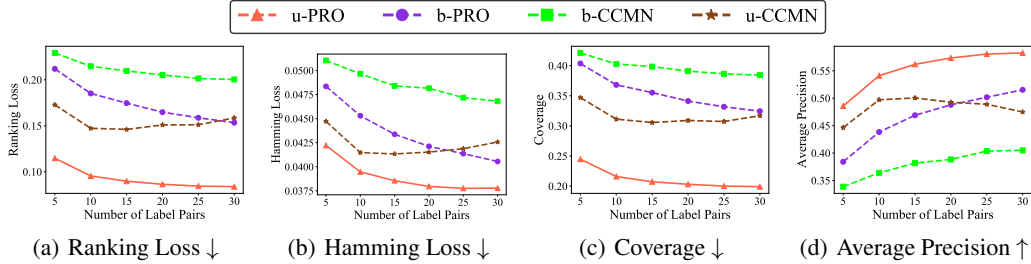 u-PRO b-PRO b-CCMN u-CCMN
Ranking Loss
0.20
0.15
0.10
5 10 15 20 25 30
Number of Label Pairs
(a) Ranking Loss ↓
Hamming Loss
0.0500
0.0475
0.0450
0.0425
0.0400
0.0375
5 10 15 20 25 30
Number of Label Pairs
(b) Hamming Loss ↓
Coverage
0.40
0.35
0.30
0.25
0.20
5 10 15 20 25 30
Number of Label Pairs
(c) Coverage ↓
Average Precision
0.55
0.50
0.45
0.40
0.35
5 10 15 20 25 30
Number of Label Pairs
(d) Average Precision ↑